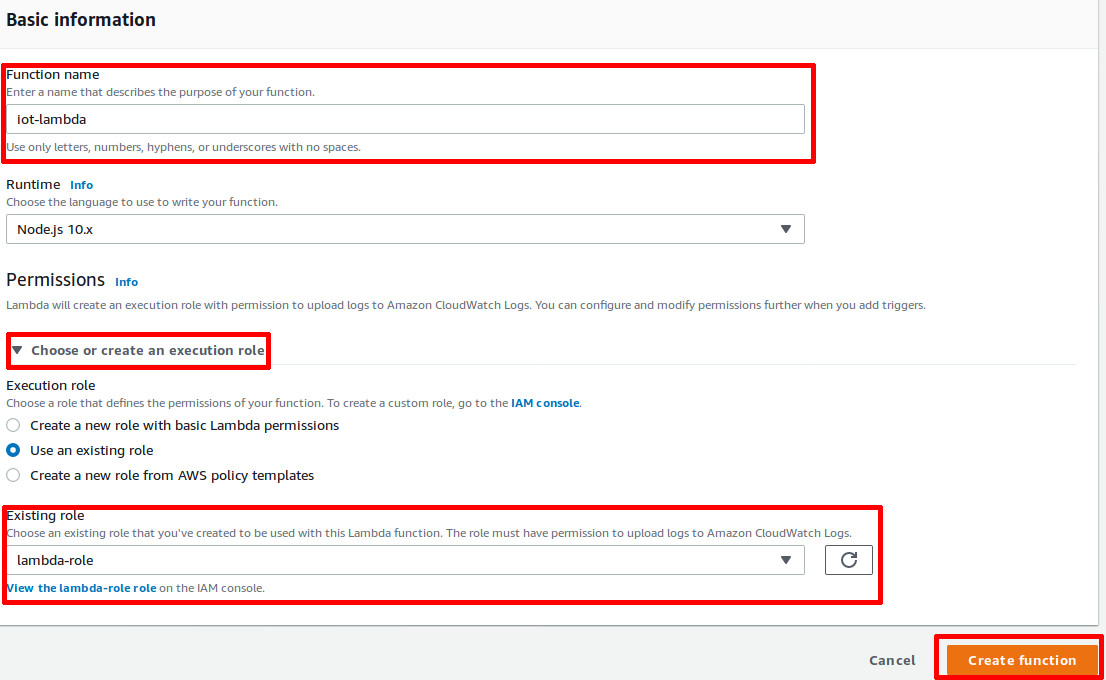 Basic information
Function name
Enter a name that describes the purpose of your function.
iot-lambda
Use only letters, numbers, hyphens, or underscores with no spaces.
Runtime Info
Choose the language to use to write your function.
Node.js 10.x
Permissions Info
Lambda will create an execution role with permission to upload logs to Amazon CloudWatch Logs. You can configure and modify permissions further when you add triggers.
Choose or create an execution role
Execution role
Choose a role that defines the permissions of your function. To create a custom role, go to the IAM console.
Create a new role with basic Lambda permissions
Use an existing role
Create a new role from AWS policy templates
Existing role
Choose an existing role that you've created to be used with this Lambda function. The role must have permission to upload logs to Amazon CloudWatch Logs.
lambda-role
View the lambda-role role on the IAM console.
Cancel Create function